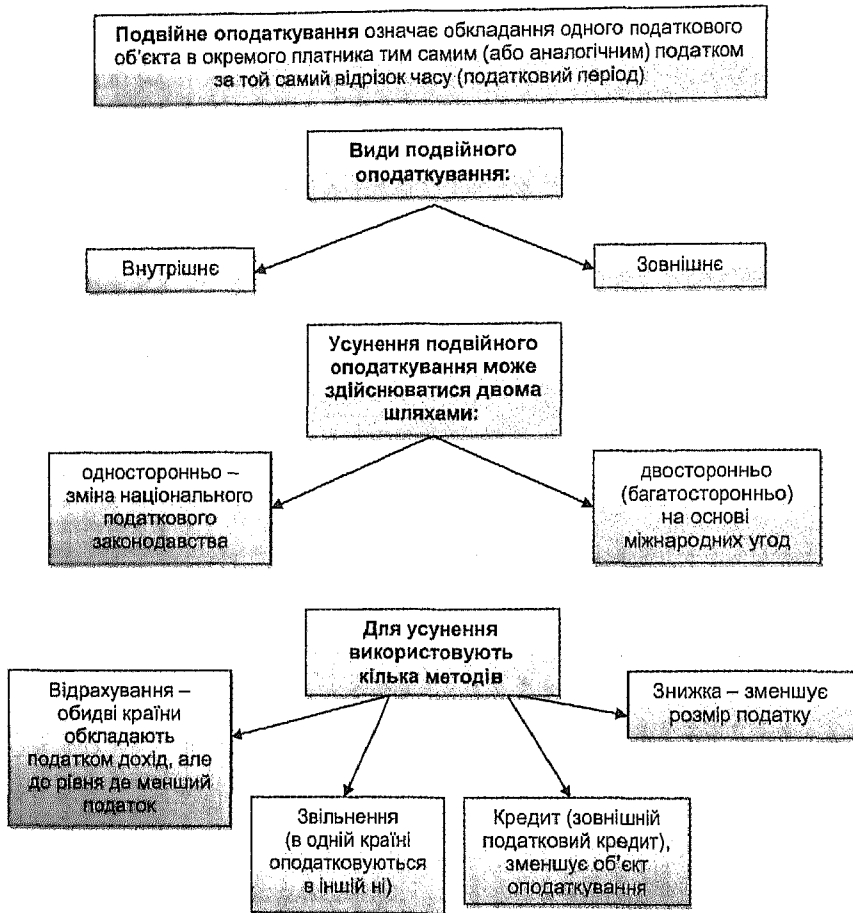 Подвійне оподаткування означає обкладання одного податкового
об'єкта в окремого платника тим самим (або аналогічним) податком
за той самий відрізок часу (податковий період)
Види подвійного
оподаткування:
Внутрішнє
Зовнішнє
Усунення подвійного
оподаткування може
здійснюватися двома
шляхами:
односторонньо –
зміна національного
податкового
законодавства
двосторонньо
(багатосторонньо)
на основі
міжнародних угод
Для усунення
використовують
кілька методів
Відрахування –
обидві країни
обкладають
податком дохід, але
до рівня де менший
податок
Звільнення
(в одній країні
оподатковуються
в іншій ні)
Кредит (зовнішній
податковий кредит),
зменшує об'єкт
оподаткування
Знижка – зменшує
розмір податку